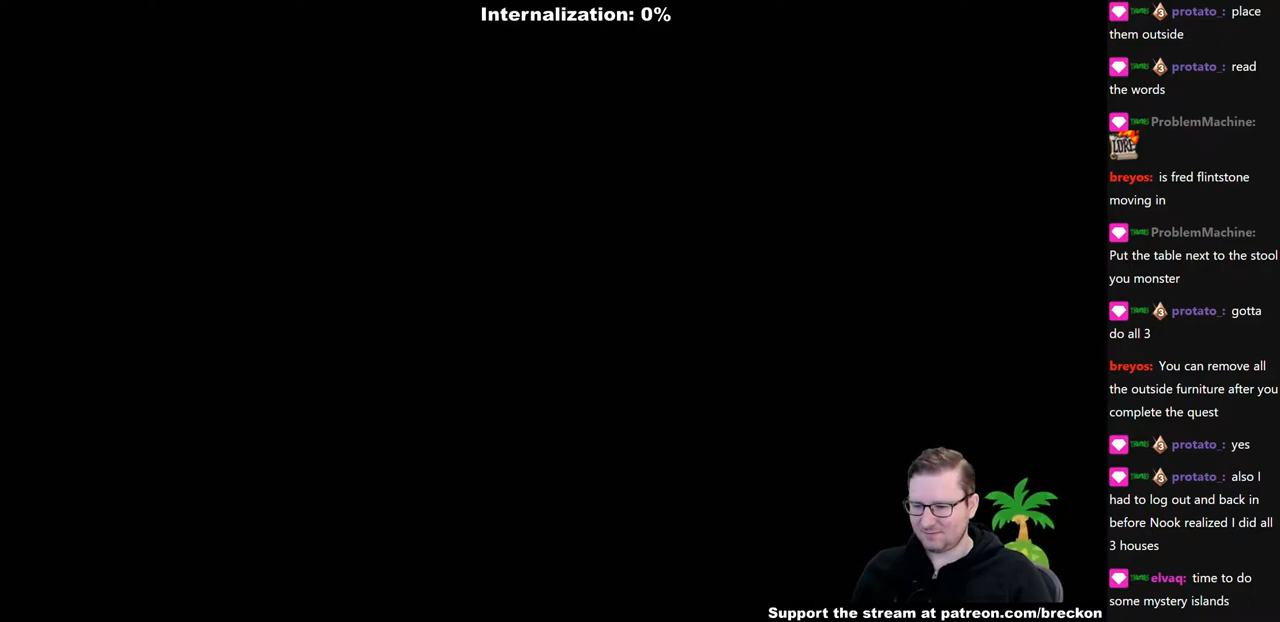 Internalization: 0%
protato_: place
them outside
protato_: read
the words
ProblemMachine:
LORE
breyos: is fred flintstone
moving in
ProblemMachine:
Put the table next to the stool
you monster
protato_: gotta
do all 3
breyos: You can remove all
the outside furniture after you
complete the quest
protato_: yes
protato_: also I
had to log out and back in
before Nook realized I did all
3 houses
elvaq: time to do
some mystery islands
Support the stream at patreon.com/breckon